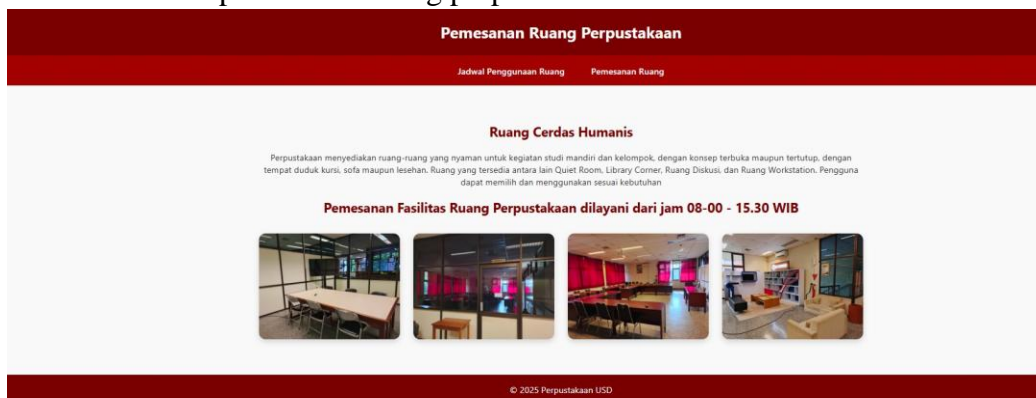 Pemesanan Ruang Perpustakaan
Jadwal Penggunaan Ruang Pemesanan Ruang
Ruang Cerdas Humanis
Perpustakaan menyediakan ruang-ruang yang nyaman untuk kegiatan studi mandiri dan kelompok, dengan konsep terbuka maupun tertutup, dengan
tempat duduk kursi, sofa maupun lesehan. Ruang yang tersedia antara lain Quiet Room, Library Corner, Ruang Diskusi, dan Ruang Workstation. Pengguna
dapat memilih dan menggunakan sesuai kebutuhan
Pemesanan Fasilitas Ruang Perpustakaan dilayani dari jam 08-00 - 15.30 WIB
© 2025 Perpustakaan USD